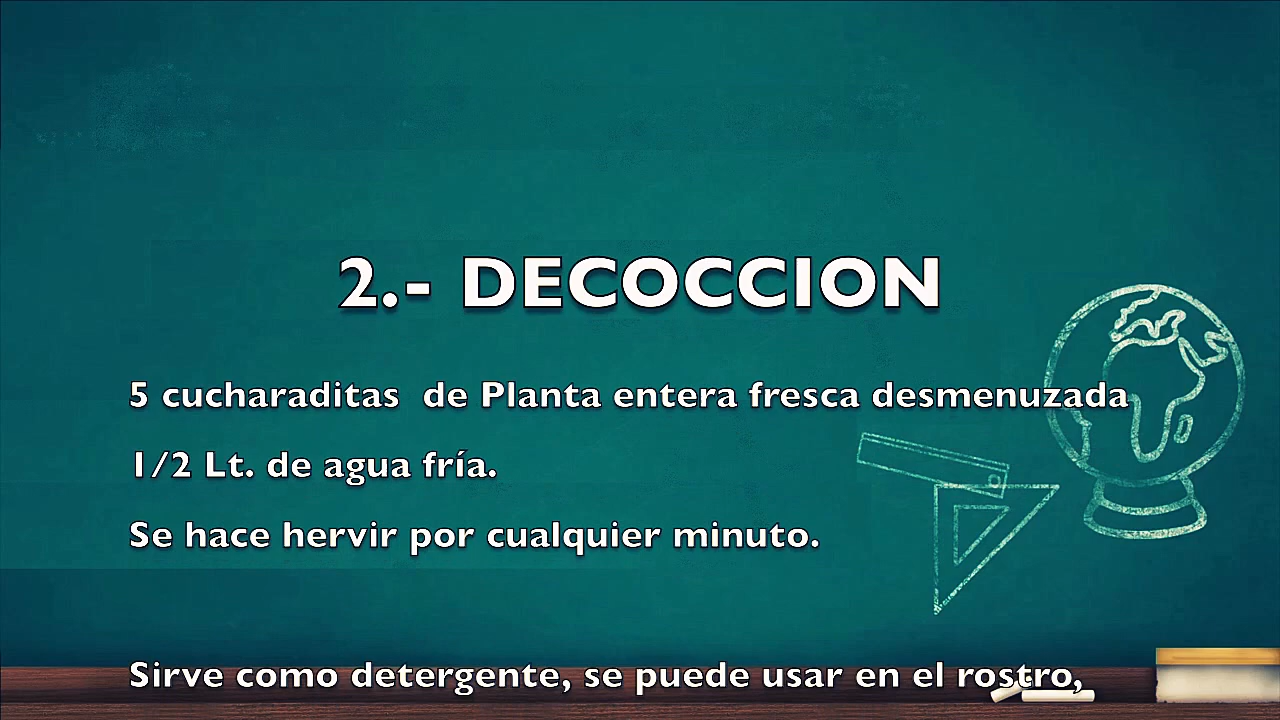 2.- DECOCCION
5 cucharaditas  de Planta entera fresca desmenuzada
1/2 Lt. de agua fría.
Se hace hervir por cualquier minuto.
Sirve como detergente, se puede usar en el rostro,